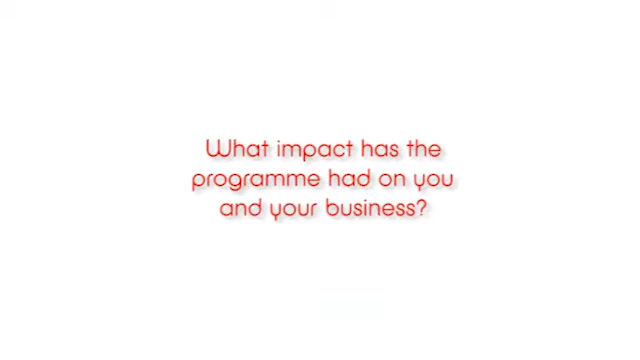 What impact has the
programme had on you
and your business?